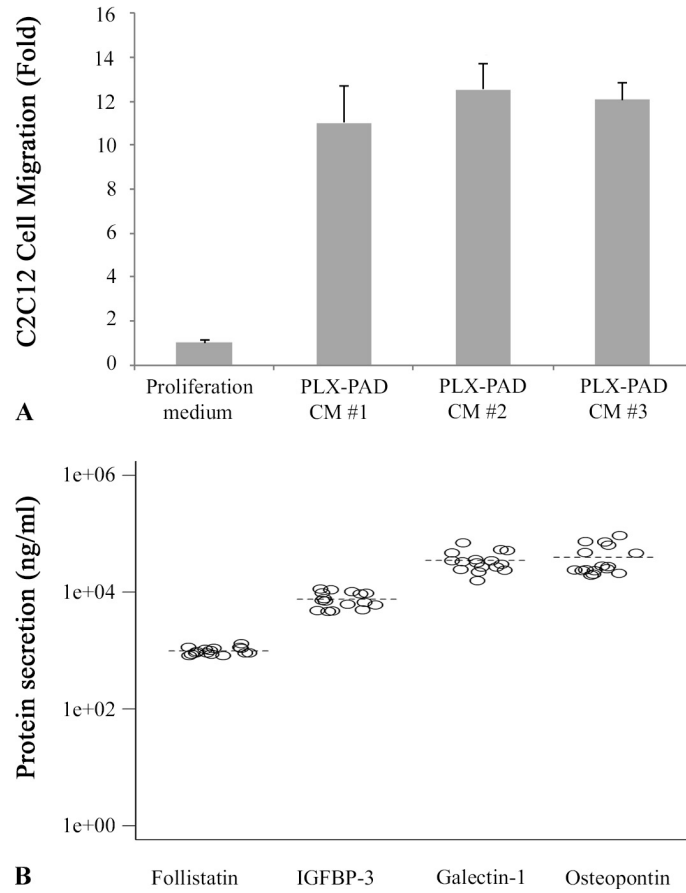 C2C12 Cell Migration (Fold)
16
14
12
10
8
6
4
2
0
Proliferation
medium
PLX-PAD
CM #1
PLX-PAD
CM #2
PLX-PAD
CM #3
A
Protein secretion (ng/ml)
1e+06
1e+04
1e+02
1e+00
B
Follistatin
IGFBP-3
Galectin-1
Osteopontin